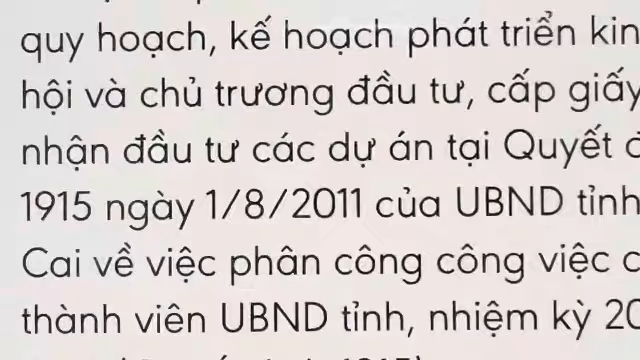 quy hoạch, kế hoạch phát triển kin
hội và chủ trương đầu tư, cấp giấy
nhận đầu tư các dự án tại Quyết đ
1915 ngày 1/8/2011 của UBND tỉnh
Cai về việc phân công công việc c
thành viên UBND tỉnh, nhiệm kỳ 20